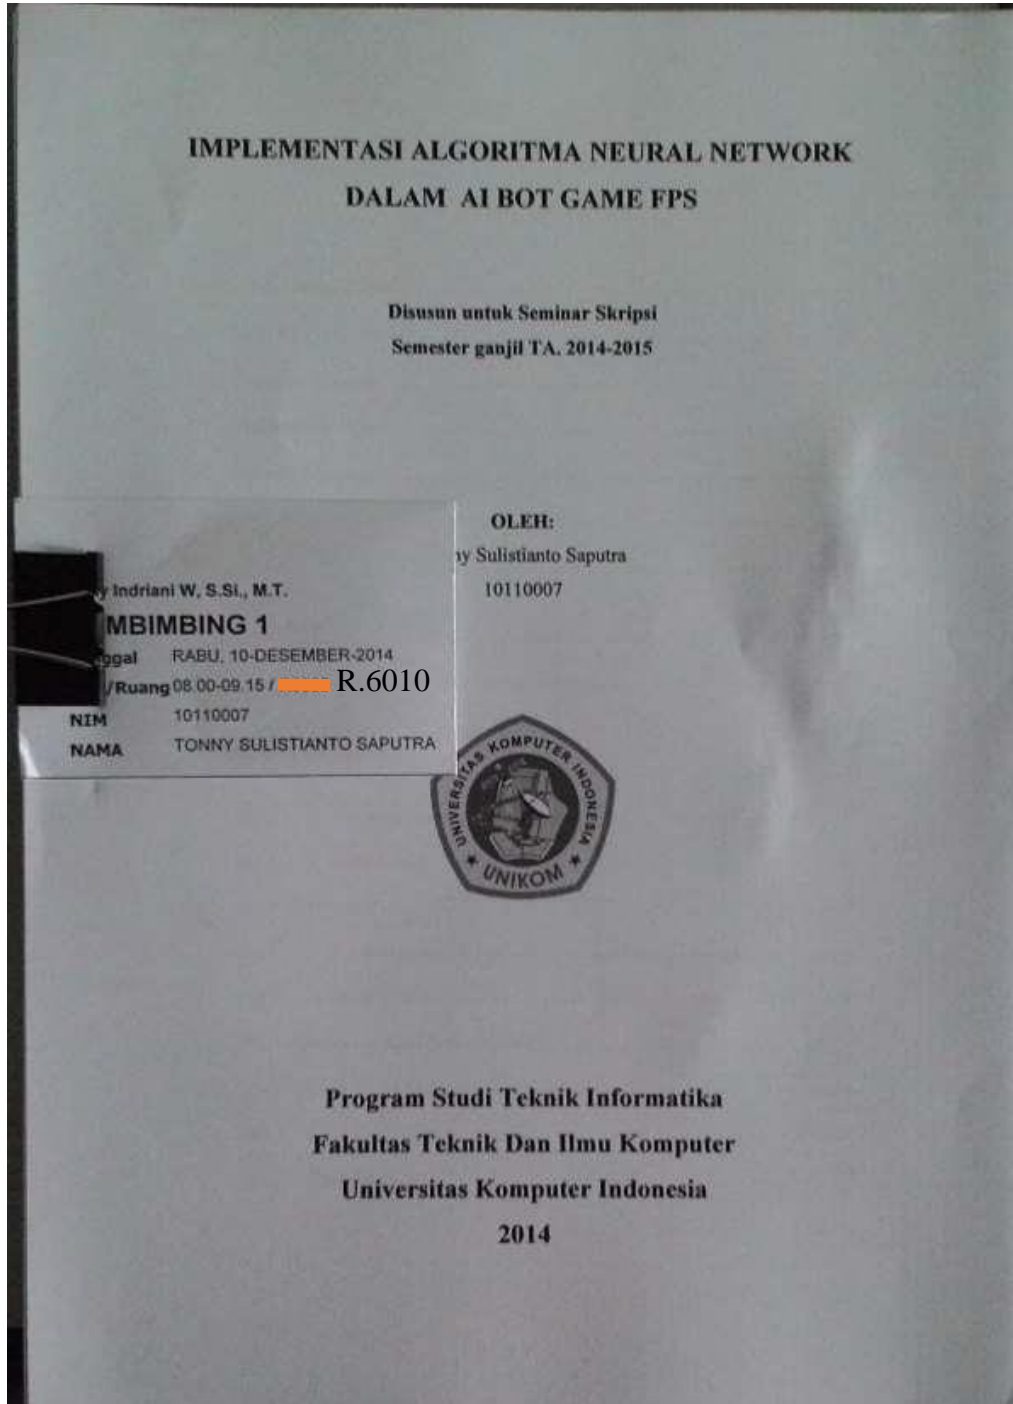 IMPLEMENTASI ALGORITMA NEURAL NETWORK
DALAM AI BOT GAME FPS
Disusun untuk Seminar Skripsi
Semester ganjil TA. 2014-2015
OLEH:
ny Sulistianto Saputra
10110007
y Indriani W, S.Si., M.T.
MBIMBING 1
ggal RABU, 10-DESEMBER-2014
/Ruang 08.00-09.15 / R.6010
NIM 10110007
NAMA TONNY SULISTIANTO SAPUTRA
UNIVERSITAS KOMPUTER INDONESIA
UNIKOM
Program Studi Teknik Informatika
Fakultas Teknik Dan Ilmu Komputer
Universitas Komputer Indonesia
2014